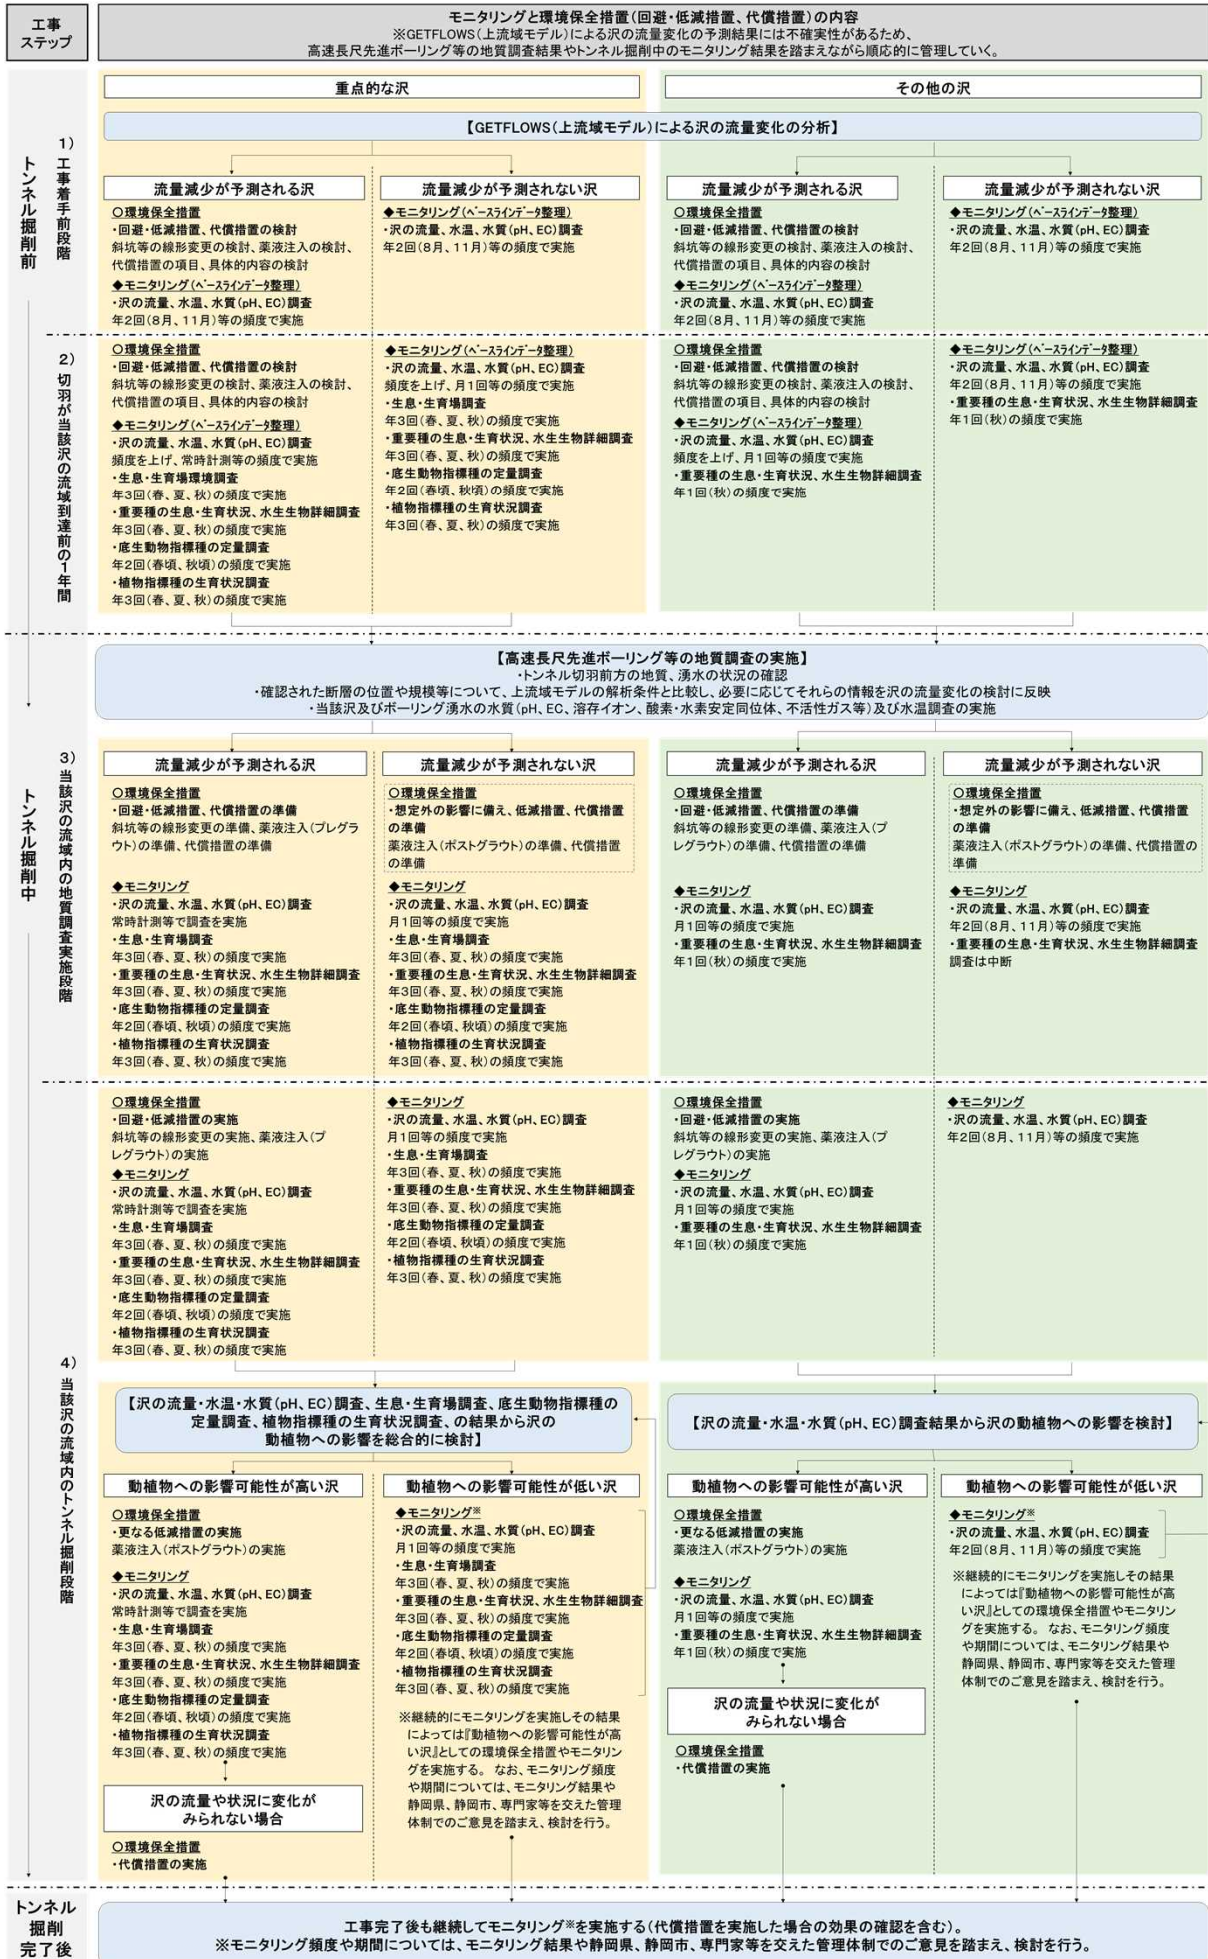 工事
ステップ
モニタリングと環境保全措置（回避・低減措置、代償措置）の内容
※GETFLOWS（上流域モデル）による沢の流量変化の予測結果には不確実性があるため、
高速長尺先進ボーリング等の地質調査結果やトンネル掘削中のモニタリング結果を踏まえながら順応的に管理していく。
トンネル掘削前
1）工事着手前段階
重点的な沢
その他の沢
【GETFLOWS（上流域モデル）による沢の流量変化の分析】
流量減少が予測される沢
〇環境保全措置
・回避・低減措置、代償措置の検討
斜坑等の線形変更の検討、薬液注入の検討、
代償措置の項目、具体的内容の検討
◆モニタリング（ベースラインデータ整理）
・沢の流量、水温、水質（pH、EC）調査
年2回（8月、11月）等の頻度で実施
流量減少が予測されない沢
◆モニタリング（ベースラインデータ整理）
・沢の流量、水温、水質（pH、EC）調査
年2回（8月、11月）等の頻度で実施
流量減少が予測される沢
〇環境保全措置
・回避・低減措置、代償措置の検討
斜坑等の線形変更の検討、薬液注入の検討、
代償措置の項目、具体的内容の検討
◆モニタリング（ベースラインデータ整理）
・沢の流量、水温、水質（pH、EC）調査
年2回（8月、11月）等の頻度で実施
流量減少が予測されない沢
◆モニタリング（ベースラインデータ整理）
・沢の流量、水温、水質（pH、EC）調査
年2回（8月、11月）等の頻度で実施
2）切羽が当該沢の流域到達前の1年間
〇環境保全措置
・回避・低減措置、代償措置の検討
斜坑等の線形変更の検討、薬液注入の検討、
代償措置の項目、具体的内容の検討
◆モニタリング（ベースラインデータ整理）
・沢の流量、水温、水質（pH、EC）調査
頻度を上げ、常時計測等の頻度で実施
・生息・生育場環境調査
年3回（春、夏、秋）の頻度で実施
・重要種の生息・生育状況、水生生物詳細調査
年3回（春、夏、秋）の頻度で実施
・底生動物指標種の定量調査
年2回（春頃、秋頃）の頻度で実施
・植物指標種の生育状況調査
年3回（春、夏、秋）の頻度で実施
◆モニタリング（ベースラインデータ整理）
・沢の流量、水温、水質（pH、EC）調査
頻度を上げ、月1回等の頻度で実施
・生息・生育場調査
年3回（春、夏、秋）の頻度で実施
・重要種の生息・生育状況、水生生物詳細調査
年3回（春、夏、秋）の頻度で実施
・底生動物指標種の定量調査
年2回（春頃、秋頃）の頻度で実施
・植物指標種の生育状況調査
年3回（春、夏、秋）の頻度で実施
〇環境保全措置
・回避・低減措置、代償措置の検討
斜坑等の線形変更の検討、薬液注入の検討、
代償措置の項目、具体的内容の検討
◆モニタリング（ベースラインデータ整理）
・沢の流量、水温、水質（pH、EC）調査
頻度を上げ、月1回等の頻度で実施
・重要種の生息・生育状況、水生生物詳細調査
年1回（秋）の頻度で実施
◆モニタリング（ベースラインデータ整理）
・沢の流量、水温、水質（pH、EC）調査
年2回（8月、11月）等の頻度で実施
・重要種の生息・生育状況、水生生物詳細調査
年1回（秋）の頻度で実施
【高速長尺先進ボーリング等の地質調査の実施】
・トンネル切羽前方の地質、湧水の状況の確認
・確認された断層の位置や規模等について、上流域モデルの解析条件と比較し、必要に応じてそれらの情報を沢の流量変化の検討に反映
・当該沢及びボーリング湧水の水質（pH、EC、溶存イオン、酸素・水素安定同位体、不活性ガス等）及び水温調査の実施
トンネル掘削中
3）当該沢の流域内の地質調査実施段階
流量減少が予測される沢
〇環境保全措置
・回避・低減措置、代償措置の準備
斜坑等の線形変更の準備、薬液注入（プレグラ
ウト）の準備、代償措置の準備
◆モニタリング
・沢の流量、水温、水質（pH、EC）調査
常時計測等で調査を実施
・生息・生育場調査
年3回（春、夏、秋）の頻度で実施
・重要種の生息・生育状況、水生生物詳細調査
年3回（春、夏、秋）の頻度で実施
・底生動物指標種の定量調査
年2回（春頃、秋頃）の頻度で実施
・植物指標種の生育状況調査
年3回（春、夏、秋）の頻度で実施
流量減少が予測されない沢
〇環境保全措置
・想定外の影響に備え、低減措置、代償措置
の準備
薬液注入（ポストグラウト）の準備、代償措置
の準備
◆モニタリング
・沢の流量、水温、水質（pH、EC）調査
月1回等の頻度で実施
・生息・生育場調査
年3回（春、夏、秋）の頻度で実施
・重要種の生息・生育状況、水生生物詳細調査
年3回（春、夏、秋）の頻度で実施
・底生動物指標種の定量調査
年2回（春頃、秋頃）の頻度で実施
・植物指標種の生育状況調査
年3回（春、夏、秋）の頻度で実施
流量減少が予測される沢
〇環境保全措置
・回避・低減措置、代償措置の準備
斜坑等の線形変更の準備、薬液注入（プ
レグラウト）の準備、代償措置の準備
◆モニタリング
・沢の流量、水温、水質（pH、EC）調査
月1回等の頻度で実施
・重要種の生息・生育状況、水生生物詳細調査
年1回（秋）の頻度で実施
流量減少が予測されない沢
〇環境保全措置
・想定外の影響に備え、低減措置、代償措置
の準備
薬液注入（ポストグラウト）の準備、代償措置の
準備
◆モニタリング
・沢の流量、水温、水質（pH、EC）調査
年2回（8月、11月）等の頻度で実施
・重要種の生息・生育状況、水生生物詳細調査
調査は中断
4）当該沢の流域内のトンネル掘削段階
〇環境保全措置
・回避・低減措置の実施
斜坑等の線形変更の実施、薬液注入（プ
レグラウト）の実施
◆モニタリング
・沢の流量、水温、水質（pH、EC）調査
常時計測等で調査を実施
・生息・生育場調査
年3回（春、夏、秋）の頻度で実施
・重要種の生息・生育状況、水生生物詳細調査
年3回（春、夏、秋）の頻度で実施
・底生動物指標種の定量調査
年2回（春頃、秋頃）の頻度で実施
・植物指標種の生育状況調査
年3回（春、夏、秋）の頻度で実施
◆モニタリング
・沢の流量、水温、水質（pH、EC）調査
月1回等の頻度で実施
・生息・生育場調査
年3回（春、夏、秋）の頻度で実施
・重要種の生息・生育状況、水生生物詳細調査
年3回（春、夏、秋）の頻度で実施
・底生動物指標種の定量調査
年2回（春頃、秋頃）の頻度で実施
・植物指標種の生育状況調査
年3回（春、夏、秋）の頻度で実施
〇環境保全措置
・回避・低減措置の実施
斜坑等の線形変更の実施、薬液注入（プ
レグラウト）の実施
◆モニタリング
・沢の流量、水温、水質（pH、EC）調査
月1回等の頻度で実施
・重要種の生息・生育状況、水生生物詳細調査
年1回（秋）の頻度で実施
◆モニタリング
・沢の流量、水温、水質（pH、EC）調査
年2回（8月、11月）等の頻度で実施
【沢の流量・水温・水質（pH、EC）調査、生息・生育場調査、底生動物指標種の
定量調査、植物指標種の生育状況調査、の結果から沢の
動植物への影響を総合的に検討】
【沢の流量・水温・水質（pH、EC）調査結果から沢の動植物への影響を検討】
動植物への影響可能性が高い沢
〇環境保全措置
・更なる低減措置の実施
薬液注入（ポストグラウト）の実施
◆モニタリング
・沢の流量、水温、水質（pH、EC）調査
常時計測等で調査を実施
・生息・生育場調査
年3回（春、夏、秋）の頻度で実施
・重要種の生息・生育状況、水生生物詳細調査
年3回（春、夏、秋）の頻度で実施
・底生動物指標種の定量調査
年2回（春頃、秋頃）の頻度で実施
・植物指標種の生育状況調査
年3回（春、夏、秋）の頻度で実施
沢の流量や状況に変化が
みられない場合
〇環境保全措置
・代償措置の実施
動植物への影響可能性が低い沢
◆モニタリング※
・沢の流量、水温、水質（pH、EC）調査
月1回等の頻度で実施
・生息・生育場調査
年3回（春、夏、秋）の頻度で実施
・重要種の生息・生育状況、水生生物詳細調査
年3回（春、夏、秋）の頻度で実施
・底生動物指標種の定量調査
年2回（春頃、秋頃）の頻度で実施
・植物指標種の生育状況調査
年3回（春、夏、秋）の頻度で実施
※継続的にモニタリングを実施しその結果
によっては『動植物への影響可能性が高
い沢』としての環境保全措置やモニタリン
グを実施する。 なお、モニタリング頻度
や期間については、モニタリング結果や
静岡県、静岡市、専門家等を交えた管理
体制でのご意見を踏まえ、検討を行う。
動植物への影響可能性が高い沢
〇環境保全措置
・更なる低減措置の実施
薬液注入（ポストグラウト）の実施
◆モニタリング
・沢の流量、水温、水質（pH、EC）調査
月1回等の頻度で実施
・重要種の生息・生育状況、水生生物詳細調査
年1回（秋）の頻度で実施
沢の流量や状況に変化が
みられない場合
〇環境保全措置
・代償措置の実施
動植物への影響可能性が低い沢
◆モニタリング※
・沢の流量、水温、水質（pH、EC）調査
年2回（8月、11月）等の頻度で実施
※継続的にモニタリングを実施しその結果
によっては『動植物への影響可能性が高
い沢』としての環境保全措置やモニタリン
グを実施する。 なお、モニタリング頻度
や期間については、モニタリング結果や
静岡県、静岡市、専門家等を交えた管理
体制でのご意見を踏まえ、検討を行う。
トンネル
掘削
完了後
工事完了後も継続してモニタリング※を実施する（代償措置を実施した場合の効果の確認を含む）。
※モニタリング頻度や期間については、モニタリング結果や静岡県、静岡市、専門家等を交えた管理体制でのご意見を踏まえ、検討を行う。